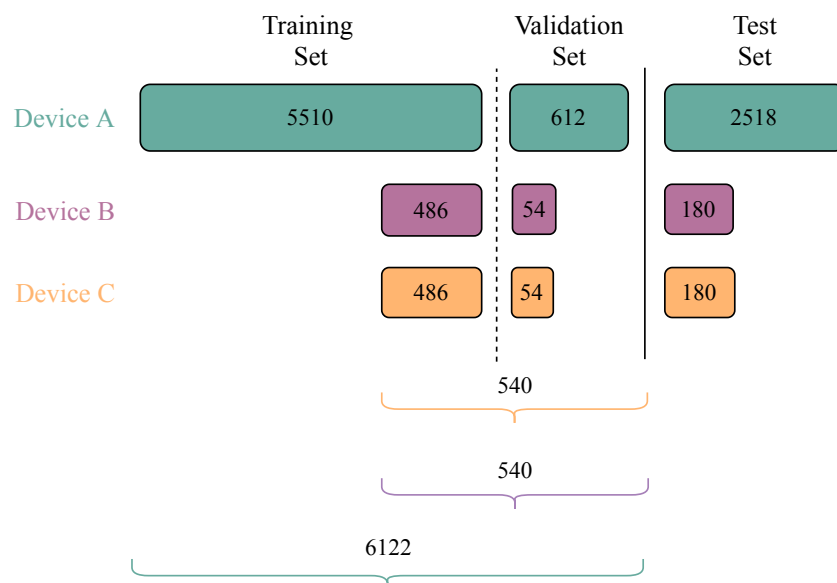 Training
Set
Validation
Set
Test
Set
Device A
5510
612
2518
Device B
486
54
180
Device C
486
54
180
540
540
6122